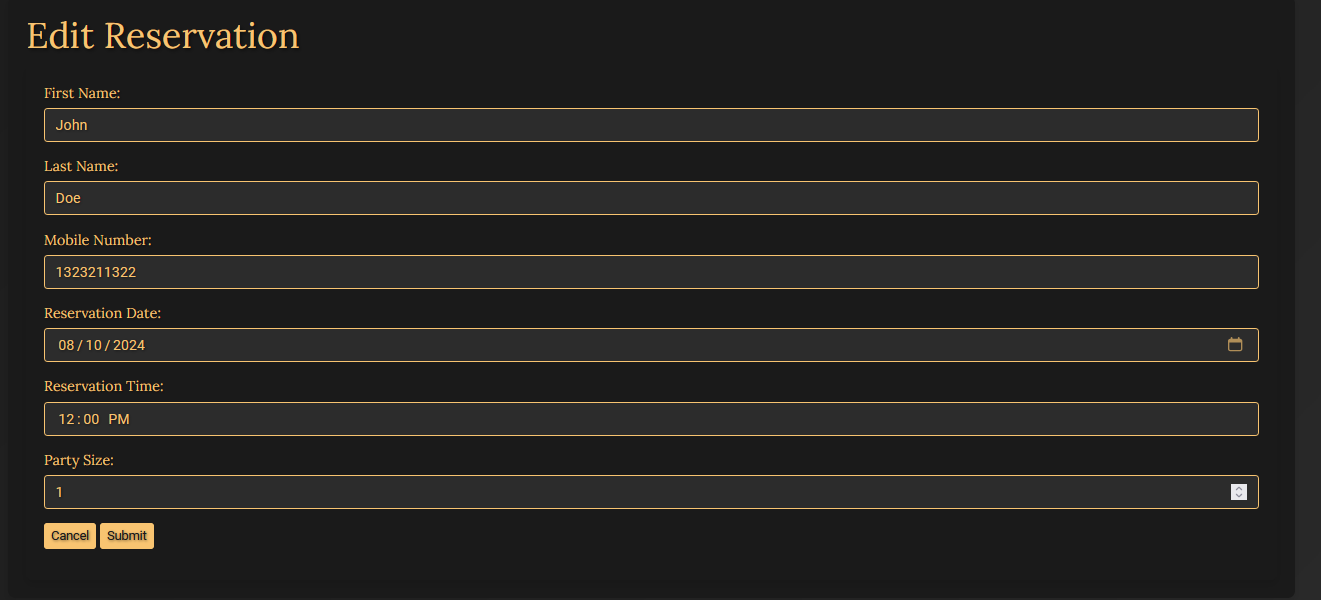 Edit Reservation
First Name:
John
Last Name:
Doe
Mobile Number:
1323211322
Reservation Date:
08/10/2024
Reservation Time:
12:00 PM
Party Size:
1
Cancel Submit